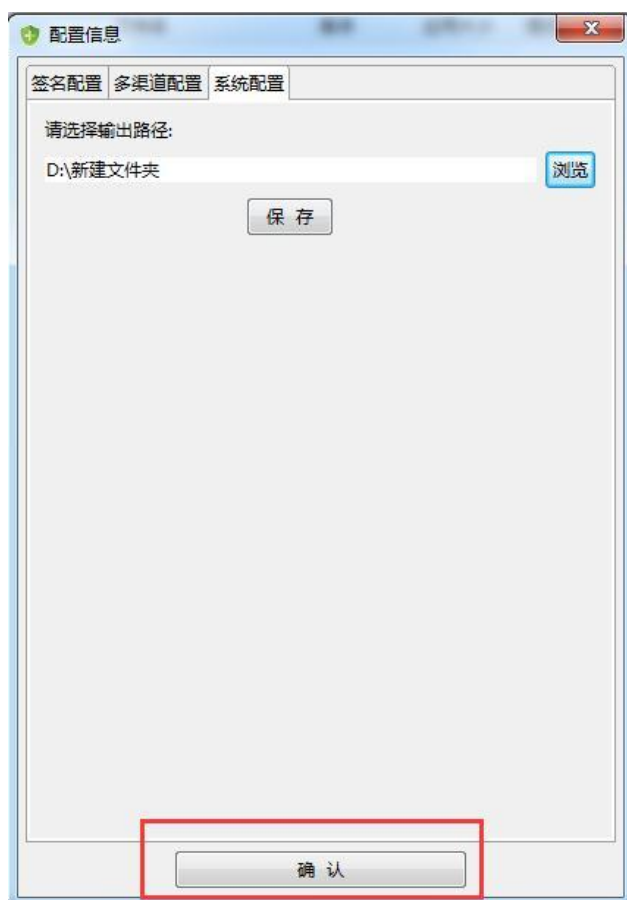 配置信息
签名配置 多渠道配置 系统配置
请选择输出路径:
D:\新建文件夹 浏览
保 存
确 认